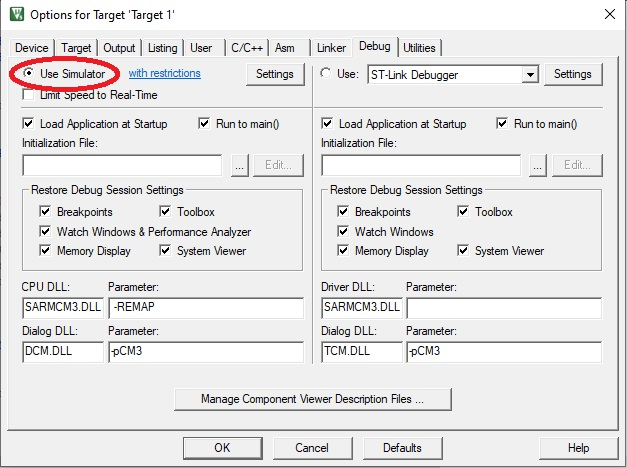 Options for Target 'Target 1'
Device Target Output Listing User C/C++ Asm Linker Debug Utilities
Use Simulator with restrictions Settings
Limit Speed to Real-Time
Use: ST-Link Debugger Settings
Load Application at Startup Run to main()
Initialization File:
... Edit...
Restore Debug Session Settings
Breakpoints Toolbox
Watch Windows & Performance Analyzer
Memory Display System Viewer
CPU DLL: Parameter:
SARMCM3.DLL -REMAP
Dialog DLL: Parameter:
DCM.DLL -pCM3
Load Application at Startup Run to main()
Initialization File:
... Edit...
Restore Debug Session Settings
Breakpoints Toolbox
Watch Windows
Memory Display System Viewer
Driver DLL: Parameter:
SARMCM3.DLL
Dialog DLL: Parameter:
TCM.DLL -pCM3
Manage Component Viewer Description Files ...
OK Cancel Defaults Help